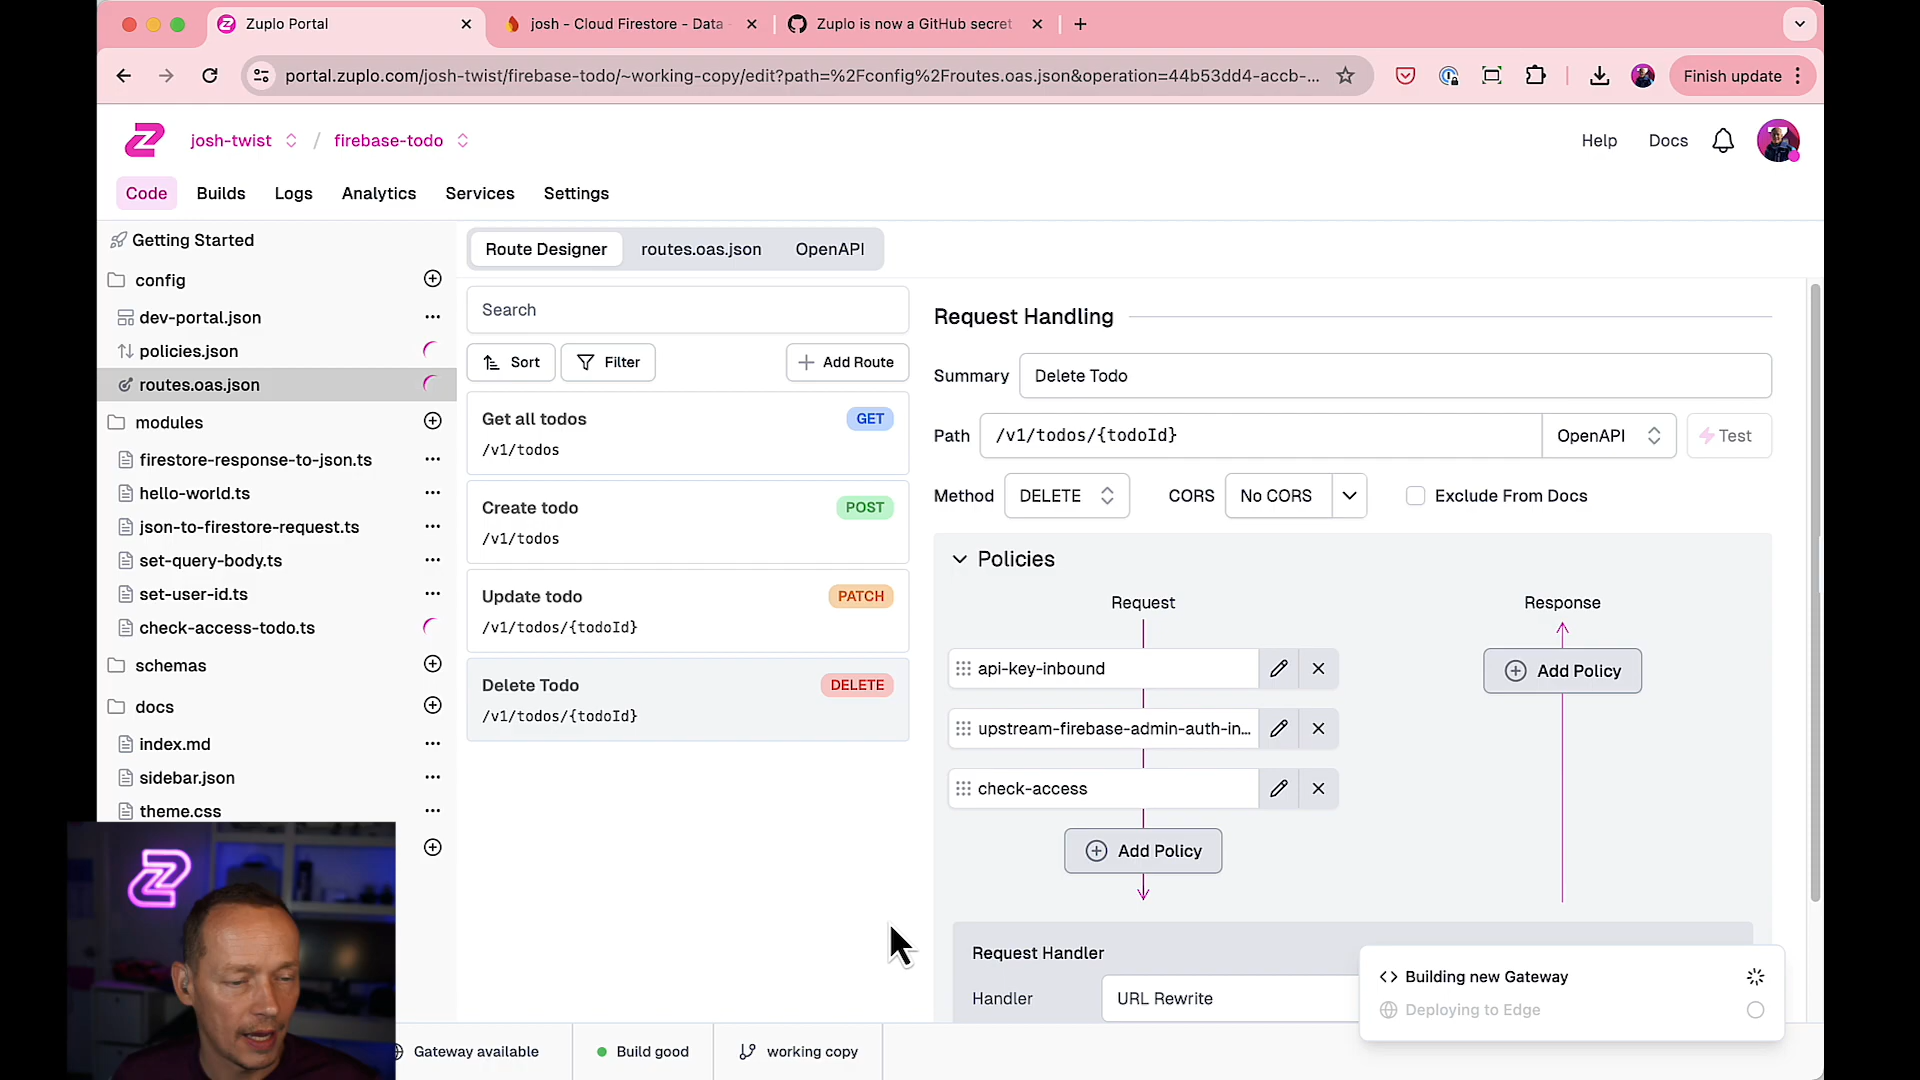 Zuplo Portal
josh - Cloud Firestore - Data
Zuplo is now a GitHub secret
portal.zuplo.com/josh-twist/firebase-todo/~working-copy/edit?path=%2Fconfig%2Froutes.oas.json&operation=44b53dd4-accb-...
Finish update
josh-twist / firebase-todo
Help
Docs
Code
Builds
Logs
Analytics
Services
Settings
Getting Started
config
dev-portal.json
policies.json
routes.oas.json
modules
firestore-response-to-json.ts
hello-world.ts
json-to-firestore-request.ts
set-query-body.ts
set-user-id.ts
check-access-todo.ts
schemas
docs
index.md
sidebar.json
theme.css
Route Designer
routes.oas.json
OpenAPI
Search
Sort
Filter
Add Route
Get all todos
GET
/v1/todos
Create todo
POST
/v1/todos
Update todo
PATCH
/v1/todos/{todoId}
Delete Todo
DELETE
/v1/todos/{todoId}
Request Handling
Summary
Delete Todo
Path
/v1/todos/{todoId}
OpenAPI
Test
Method
DELETE
CORS
No CORS
Exclude From Docs
Policies
Request
Response
api-key-inbound
Add Policy
upstream-firebase-admin-auth-in...
check-access
Add Policy
Request Handler
Handler
URL Rewrite
Building new Gateway
Deploying to Edge
Gateway available
Build good
working copy